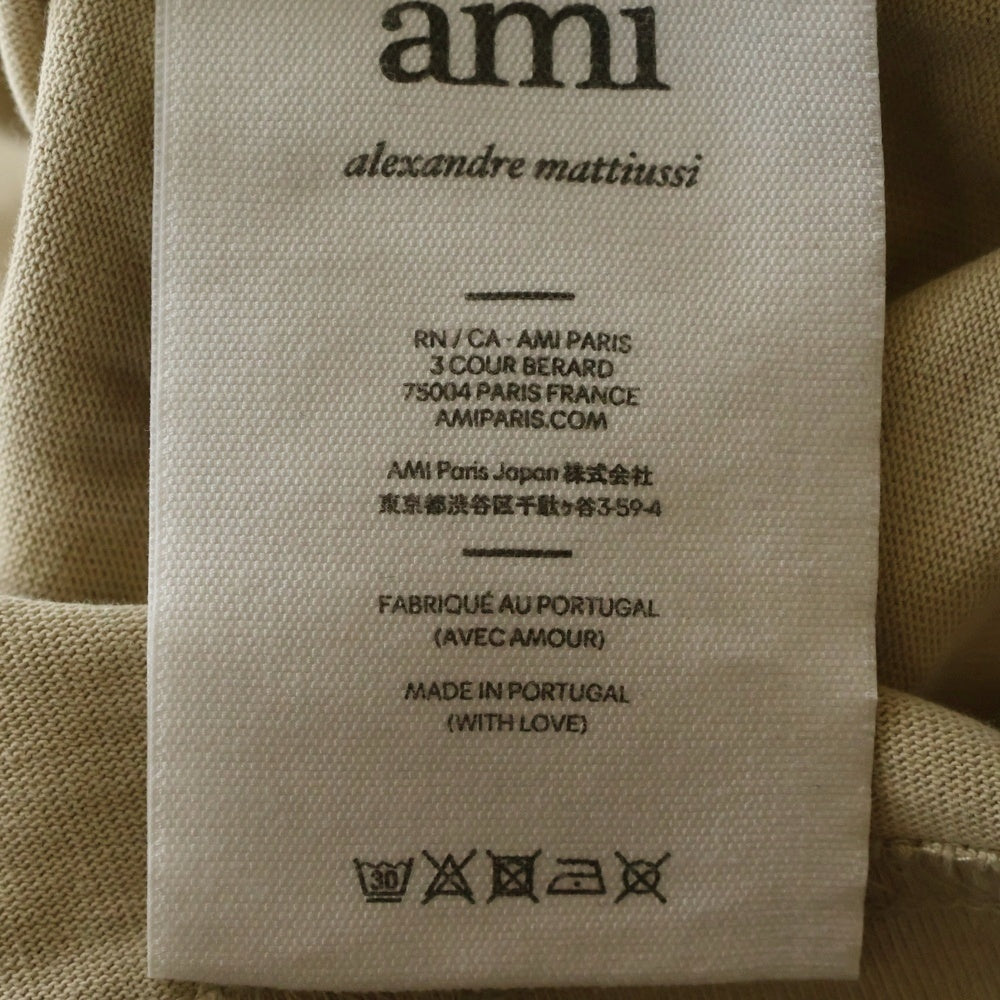 ami
alexandre mattiussi
RN / CA - AMI PARIS
3 COUR BERARD
75004 PARIS FRANCE
AMIPARIS.COM
AMI Paris Japan 株式会社
東京都渋谷区千駄ヶ谷3-59-4
FABRIQUÉ AU PORTUGAL
(AVEC AMOUR)
MADE IN PORTUGAL
(WITH LOVE)
30